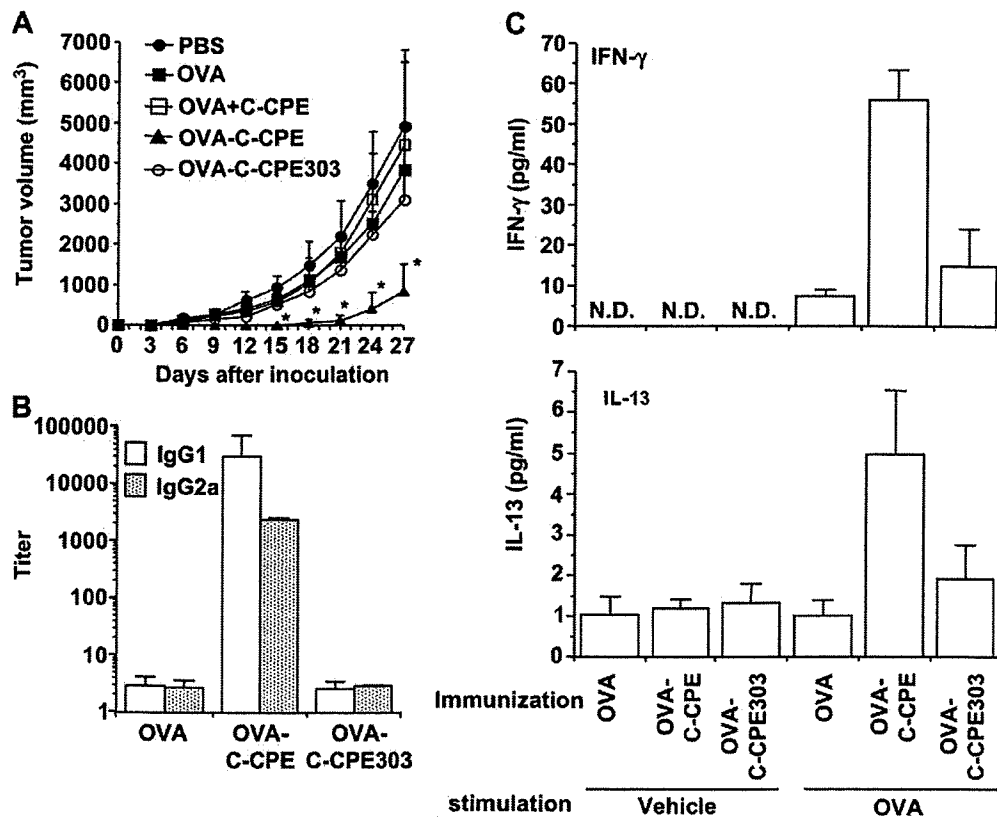 A
Tumor volume (mm³)
7000
6000
5000
4000
3000
2000
1000
0
PBS
OVA
OVA+C-CPE
OVA-C-CPE
OVA-C-CPE303
* * * * *
0 3 6 9 12 15 18 21 24 27
Days after inoculation
B
Titer
100000
10000
1000
100
10
1
IgG1
IgG2a
OVA
OVA-
C-CPE
OVA-
C-CPE303
C
IFN-γ
IFN-γ (pg/ml)
70
60
50
40
30
20
10
0
N.D. N.D. N.D.
IL-13
IL-13 (pg/ml)
7
6
5
4
3
2
1
0
Immunization
OVA
OVA-
C-CPE
OVA-
C-CPE303
OVA
OVA-
C-CPE
OVA-
C-CPE303
stimulation
Vehicle
OVA